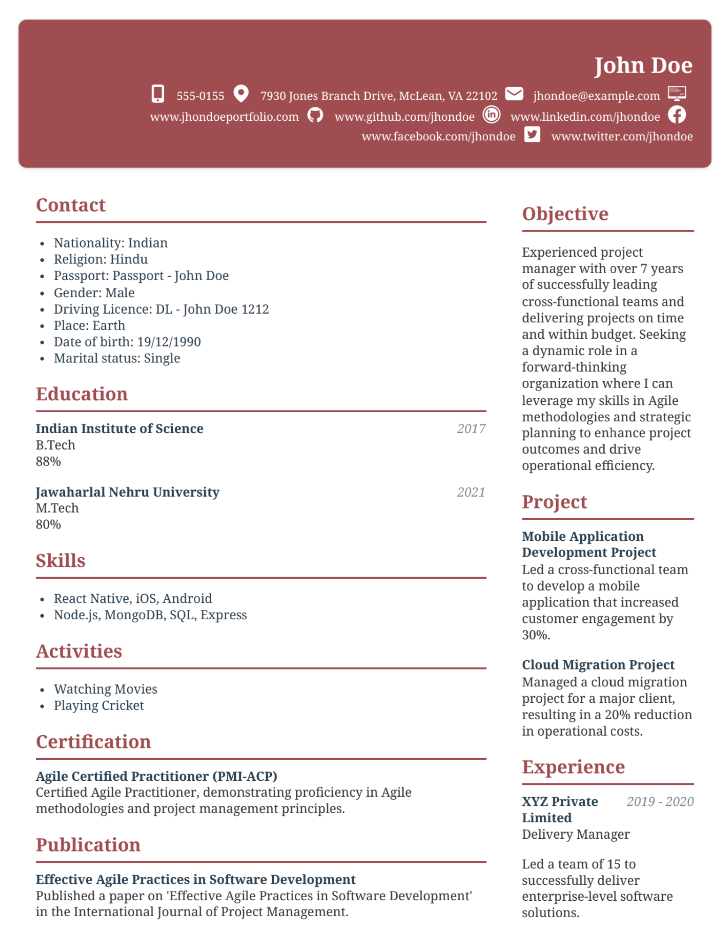 John Doe
555-0155 7930 Jones Branch Drive, McLean, VA 22102 jhondoe@example.com
www.jhondoeportfolio.com www.github.com/jhondoe www.linkedin.com/jhondoe
www.facebook.com/jhondoe www.twitter.com/jhondoe
Contact
• Nationality: Indian
• Religion: Hindu
• Passport: Passport - John Doe
• Gender: Male
• Driving Licence: DL - John Doe 1212
• Place: Earth
• Date of birth: 19/12/1990
• Marital status: Single
Education
Indian Institute of Science 2017
B.Tech
88%
Jawaharlal Nehru University 2021
M.Tech
80%
Skills
• React Native, iOS, Android
• Node.js, MongoDB, SQL, Express
Activities
• Watching Movies
• Playing Cricket
Certification
Agile Certified Practitioner (PMI-ACP)
Certified Agile Practitioner, demonstrating proficiency in Agile
methodologies and project management principles.
Publication
Effective Agile Practices in Software Development
Published a paper on 'Effective Agile Practices in Software Development'
in the International Journal of Project Management.
Objective
Experienced project
manager with over 7 years
of successfully leading
cross-functional teams and
delivering projects on time
and within budget. Seeking
a dynamic role in a
forward-thinking
organization where I can
leverage my skills in Agile
methodologies and strategic
planning to enhance project
outcomes and drive
operational efficiency.
Project
Mobile Application
Development Project
Led a cross-functional team
to develop a mobile
application that increased
customer engagement by
30%.
Cloud Migration Project
Managed a cloud migration
project for a major client,
resulting in a 20% reduction
in operational costs.
Experience
XYZ Private 2019 - 2020
Limited
Delivery Manager
Led a team of 15 to
successfully deliver
enterprise-level software
solutions.